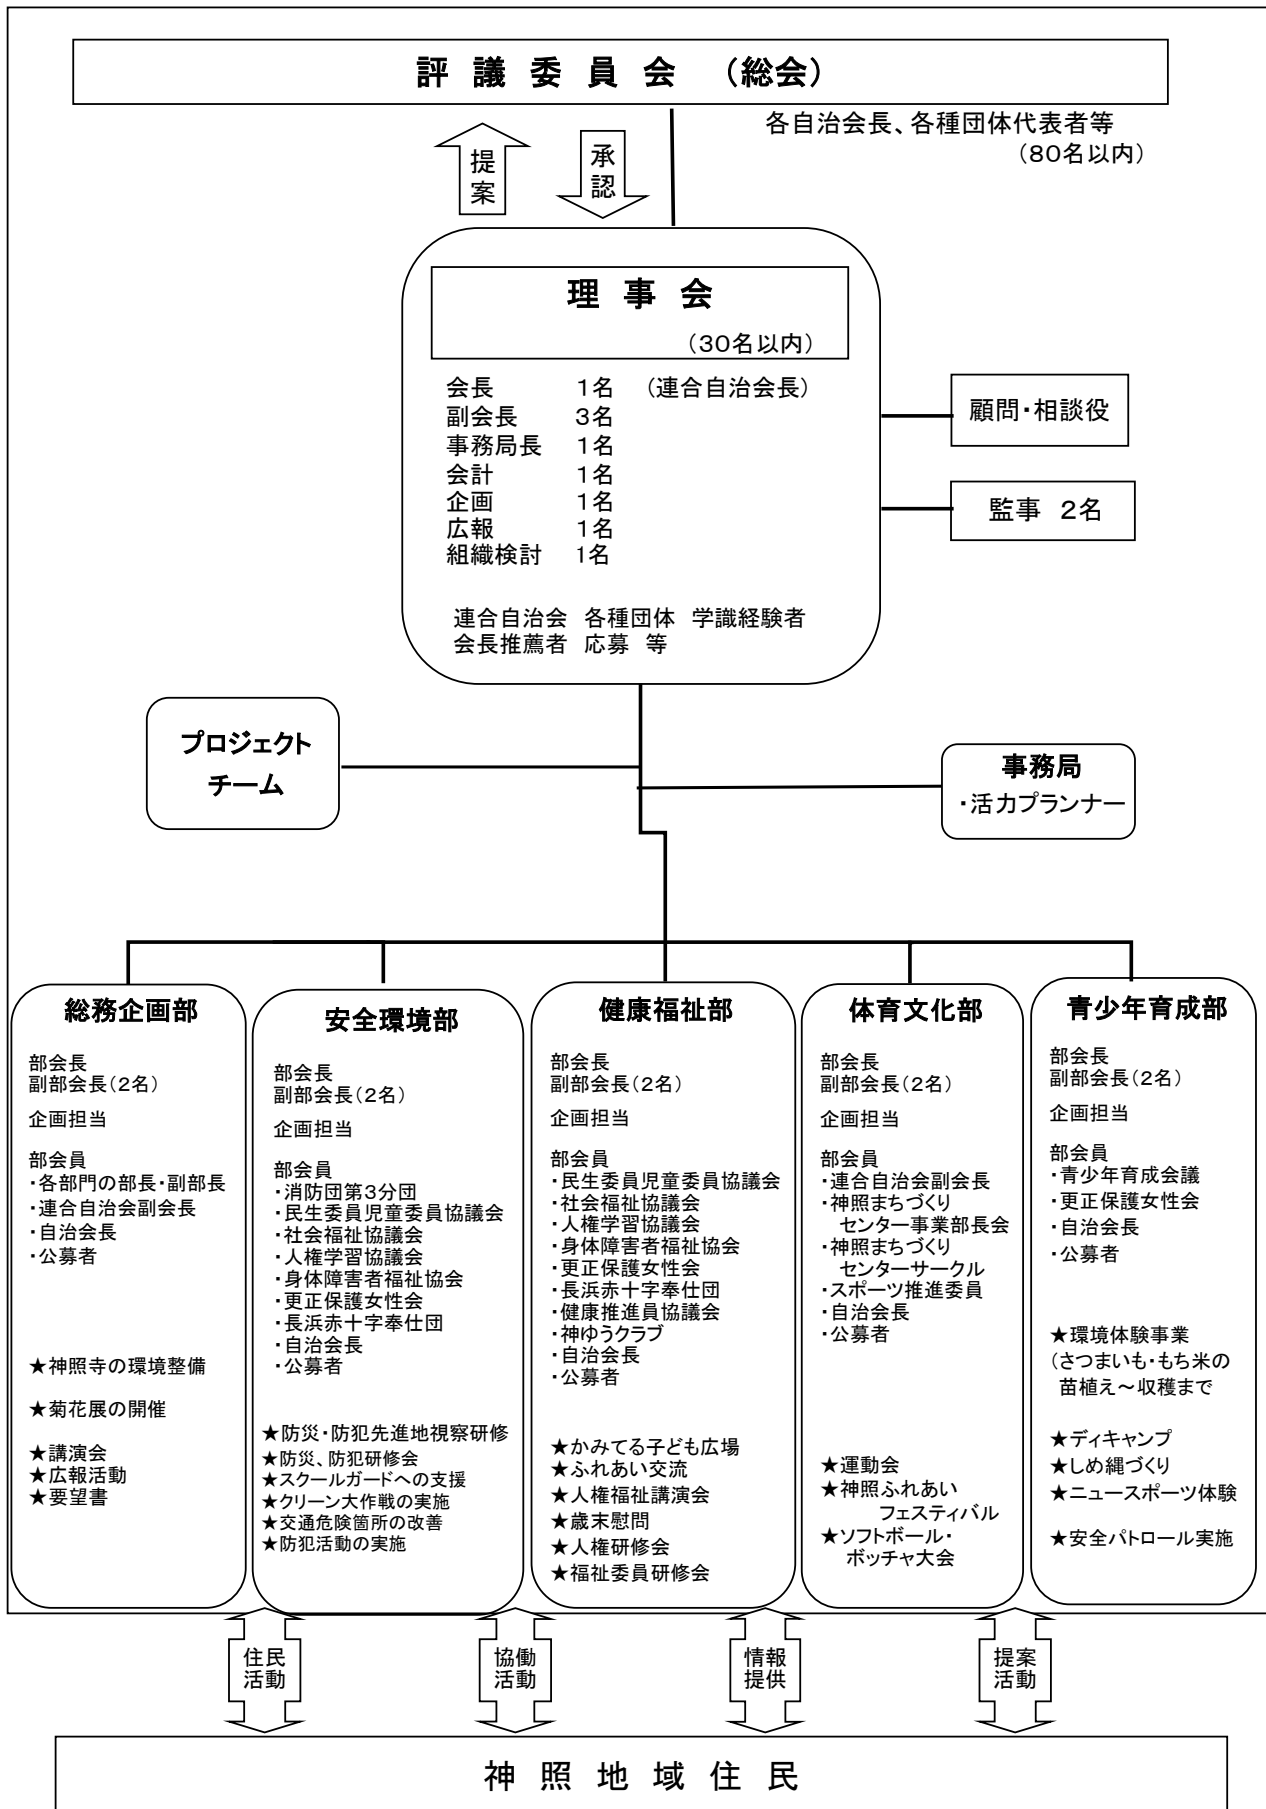 評議委員会 （総会）
各自治会長、各種団体代表者等
（80名以内）
提案
承認
理事会
（30名以内）
会長 1名 （連合自治会長）
副会長 3名
事務局長 1名
会計 1名
企画 1名
広報 1名
組織検討 1名
連合自治会 各種団体 学識経験者
会長推薦者 応募 等
顧問・相談役
監事 2名
プロジェクト
チーム
事務局
・活力プランナー
総務企画部
部会長
副部会長（2名）
企画担当
部会員
・各部門の部長・副部長
・連合自治会副会長
・自治会長
・公募者
★神照寺の環境整備
★菊花展の開催
★講演会
★広報活動
★要望書
安全環境部
部会長
副部会長（2名）
企画担当
部会員
・消防団第3分団
・民生委員児童委員協議会
・社会福祉協議会
・人権学習協議会
・身体障害者福祉協会
・更正保護女性会
・長浜赤十字奉仕団
・自治会長
・公募者
★防災・防犯先進地視察研修
★防災、防犯研修会
★スクールガードへの支援
★クリーン大作戦の実施
★交通危険箇所の改善
★防犯活動の実施
健康福祉部
部会長
副部会長（2名）
企画担当
部会員
・民生委員児童委員協議会
・社会福祉協議会
・人権学習協議会
・身体障害者福祉協会
・更正保護女性会
・長浜赤十字奉仕団
・健康推進員協議会
・神ゆうクラブ
・自治会長
・公募者
★かみてる子ども広場
★ふれあい交流
★人権福祉講演会
★歳末慰問
★人権研修会
★福祉委員研修会
体育文化部
部会長
副部会長（2名）
企画担当
部会員
・連合自治会副会長
・神照まちづくり
センター事業部長会
・神照まちづくり
センターサークル
・スポーツ推進委員
・自治会長
・公募者
★運動会
★神照ふれあい
フェスティバル
★ソフトボール・
ボッチャ大会
青少年育成部
部会長
副部会長（2名）
企画担当
部会員
・青少年育成会議
・更正保護女性会
・自治会長
・公募者
★環境体験事業
（さつまいも・もち米の
苗植え～収穫まで
★ディキャンプ
★しめ縄づくり
★ニュースポーツ体験
★安全パトロール実施
住民
活動
協働
活動
情報
提供
提案
活動
神照地域住民